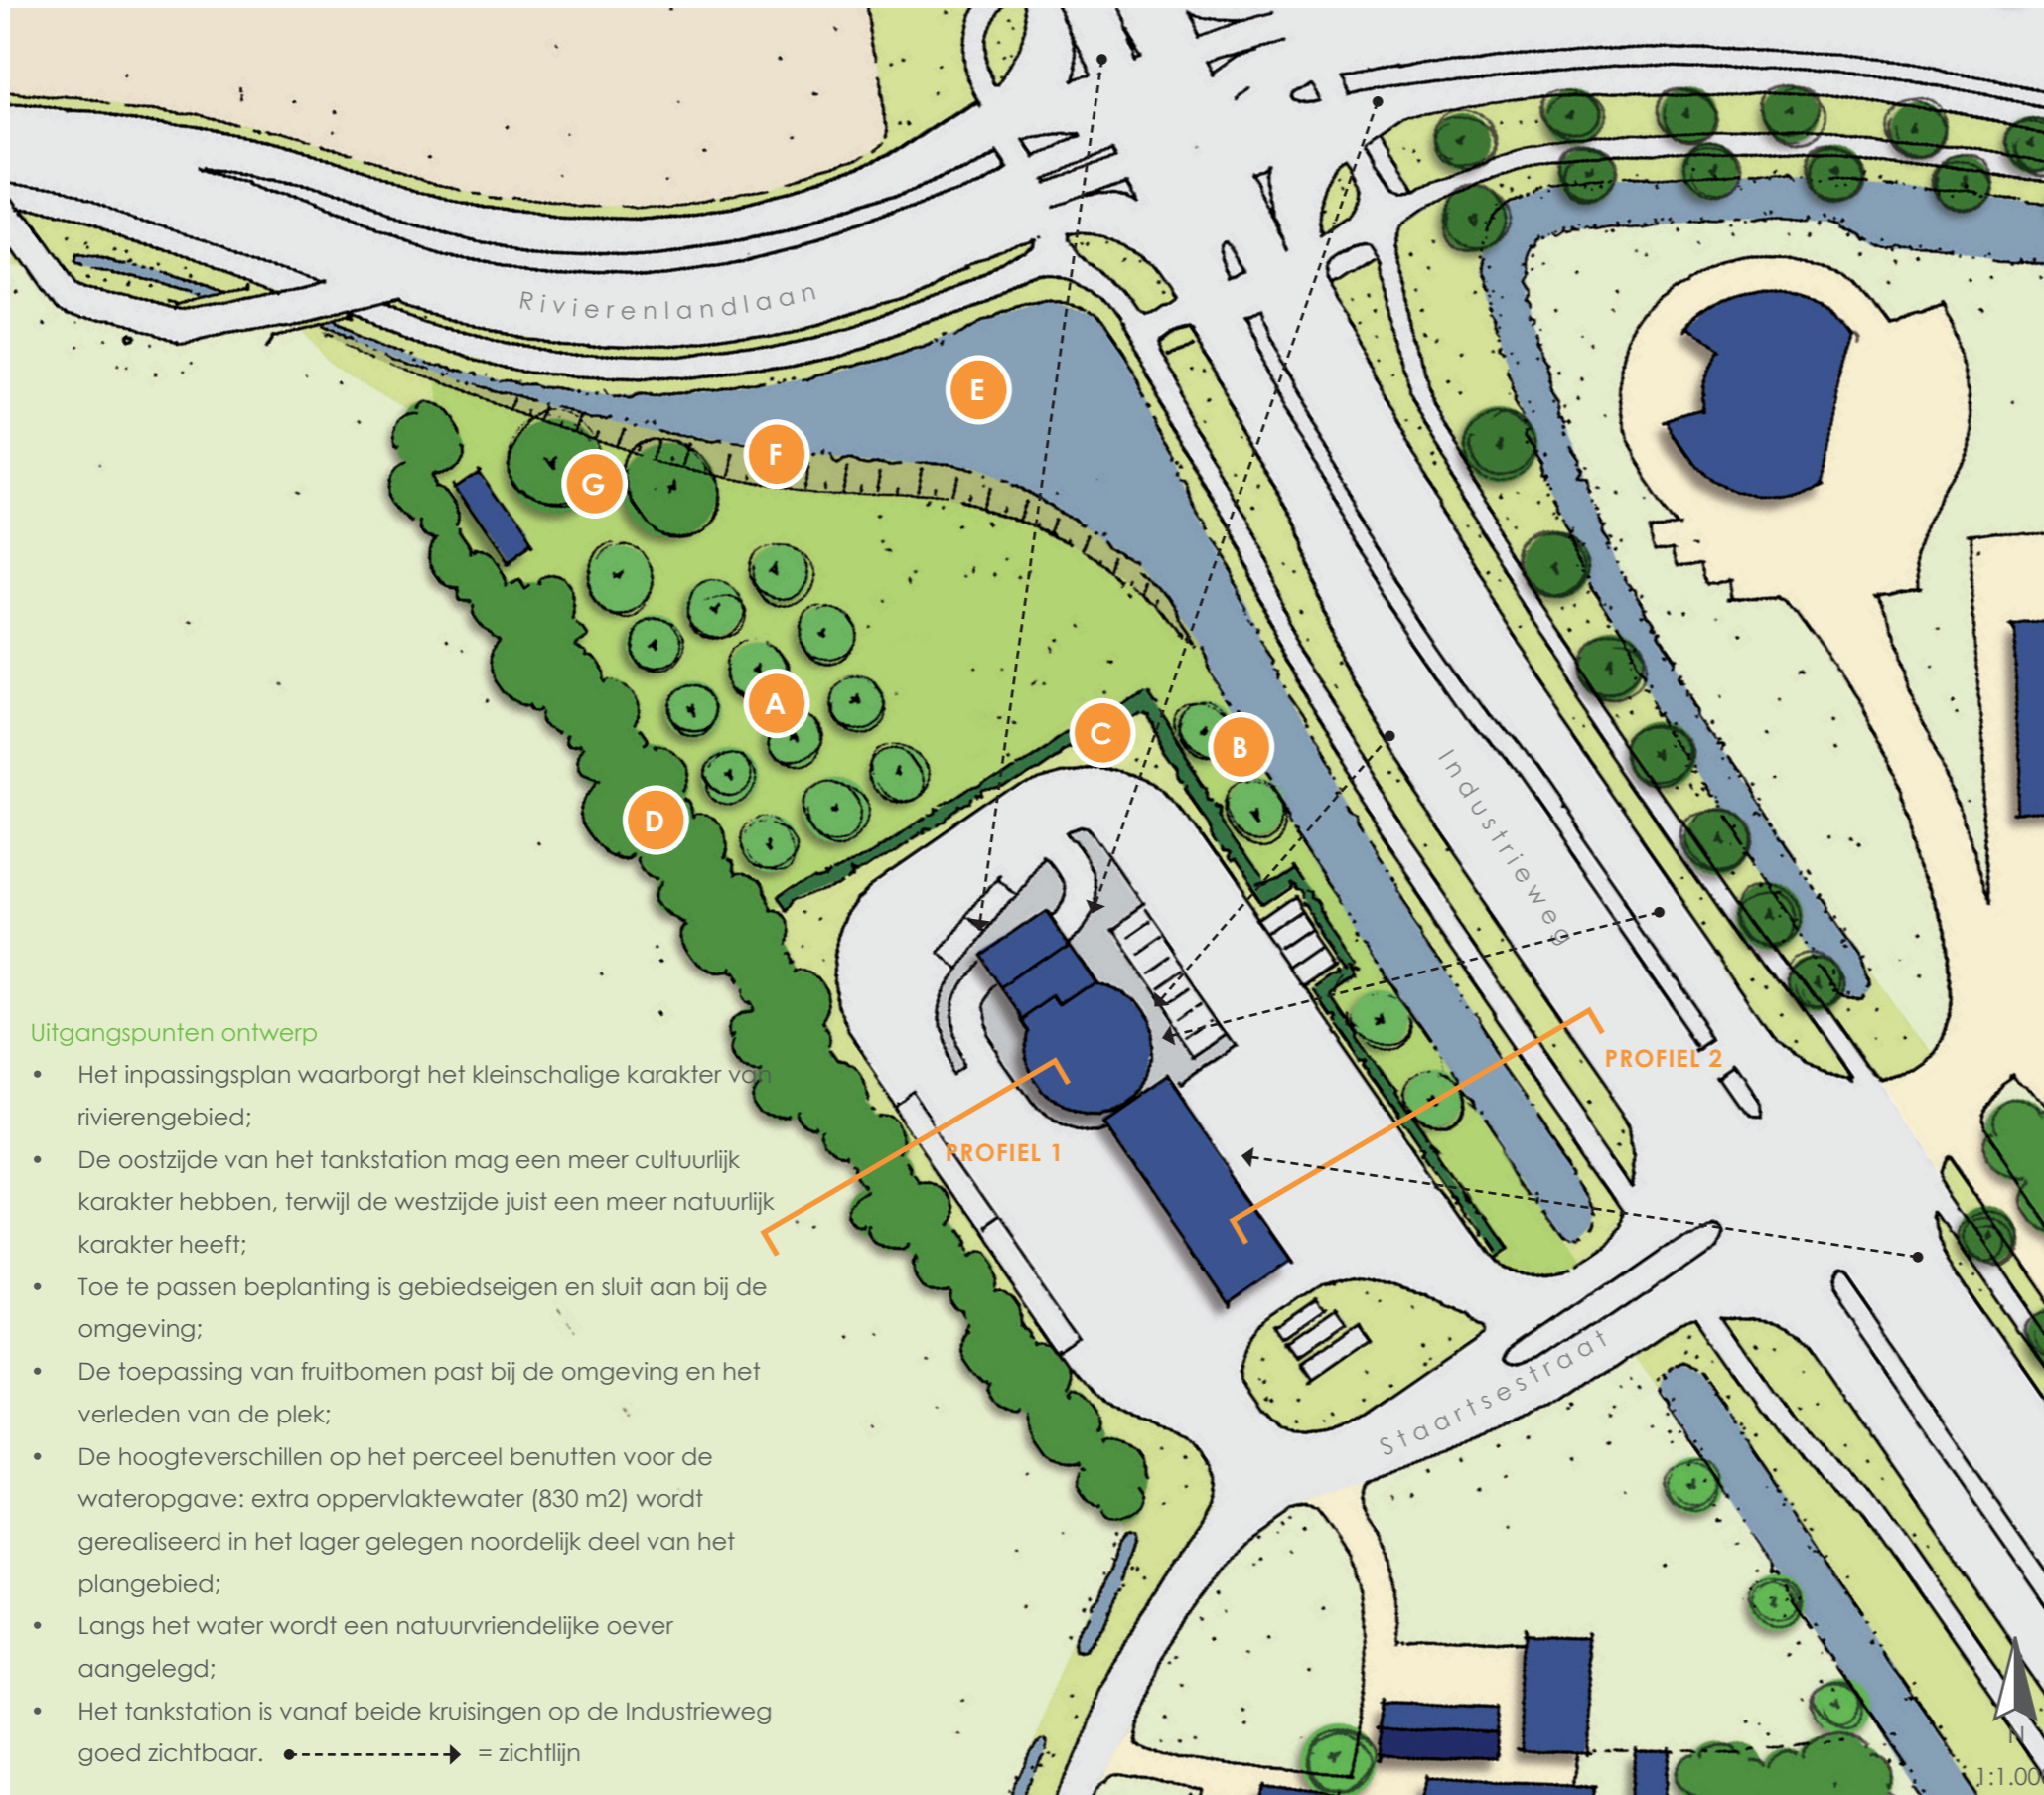 Rivierenlandlaan
E
F
G
A
C
B
D
Industrieweg
PROFIEL 2
PROFIEL 1
Staartsestraat
Uitgangspunten ontwerp
• Het inpassingsplan waarborgt het kleinschalige karakter van
rivierengebied;
• De oostzijde van het tankstation mag een meer cultuurlijk
karakter hebben, terwijl de westzijde juist een meer natuurlijk
karakter heeft;
• Toe te passen beplanting is gebiedseigen en sluit aan bij de
omgeving;
• De toepassing van fruitbomen past bij de omgeving en het
verleden van de plek;
• De hoogteverschillen op het perceel benutten voor de
wateropgave: extra oppervlaktewater (830 m2) wordt
gerealiseerd in het lager gelegen noordelijk deel van het
plangebied;
• Langs het water wordt een natuurvriendelijke oever
aangelegd;
• Het tankstation is vanaf beide kruisingen op de Industrieweg
goed zichtbaar. = zichtlijn
N